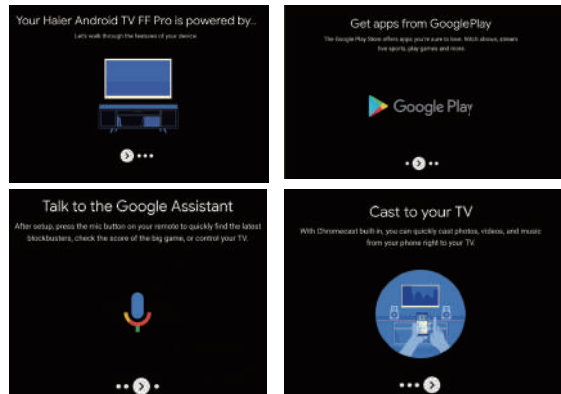 Your Haier Android TV FF Pro is powered by..
Let's walk through the features of your device
Get apps from GooglePlay
The Google Play Store offers apps you're sure to love. Witch ahows, stream
live sports, play games and more.
Google Play
Talk to the Google Assistant
After setup, press the mic button on your remote to quickly find the latest
blockbusters, check the score of the big game, or control your TV.
Cast to your TV
With Chromecast built-in, you can quickly cast photos, videos, and music
from your phone right to your TV.